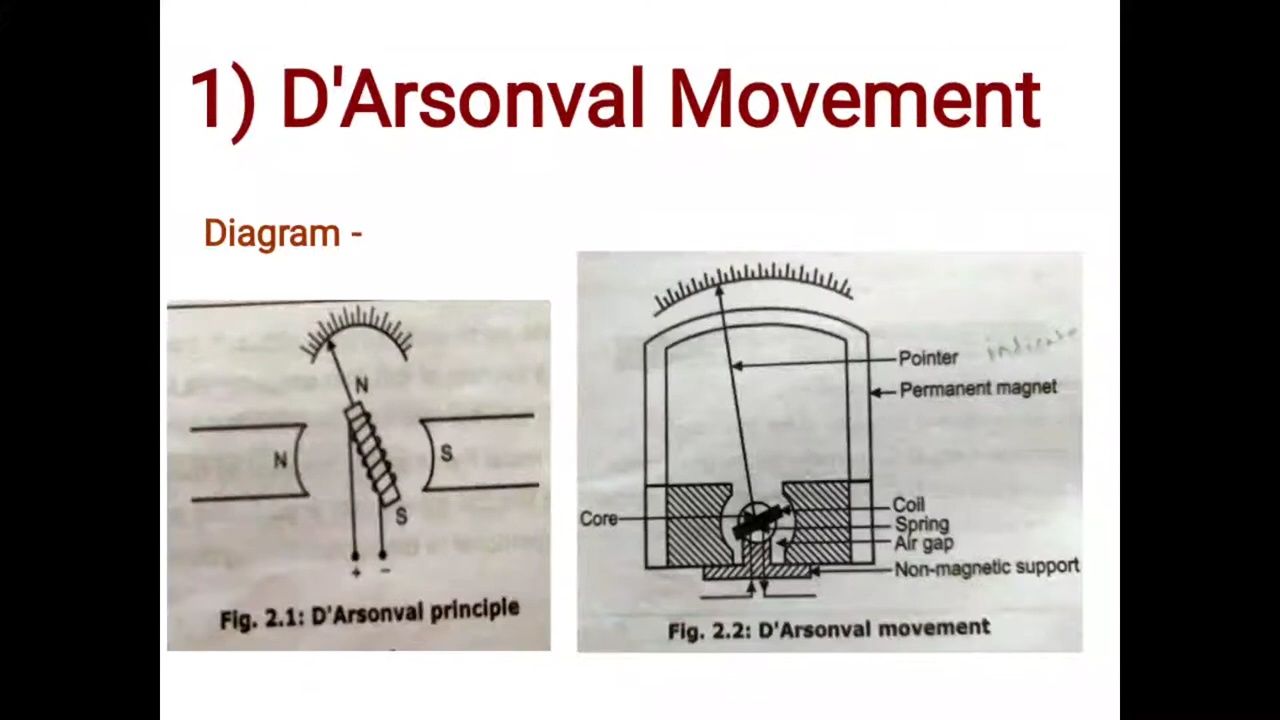 1) D'Arsonval Movement
Diagram -
N
N
S
S
+ -
Fig. 2.1: D'Arsonval principle
Pointer
Permanent magnet
Core
Coil
Spring
Air gap
Non-magnetic support
Fig. 2.2: D'Arsonval movement